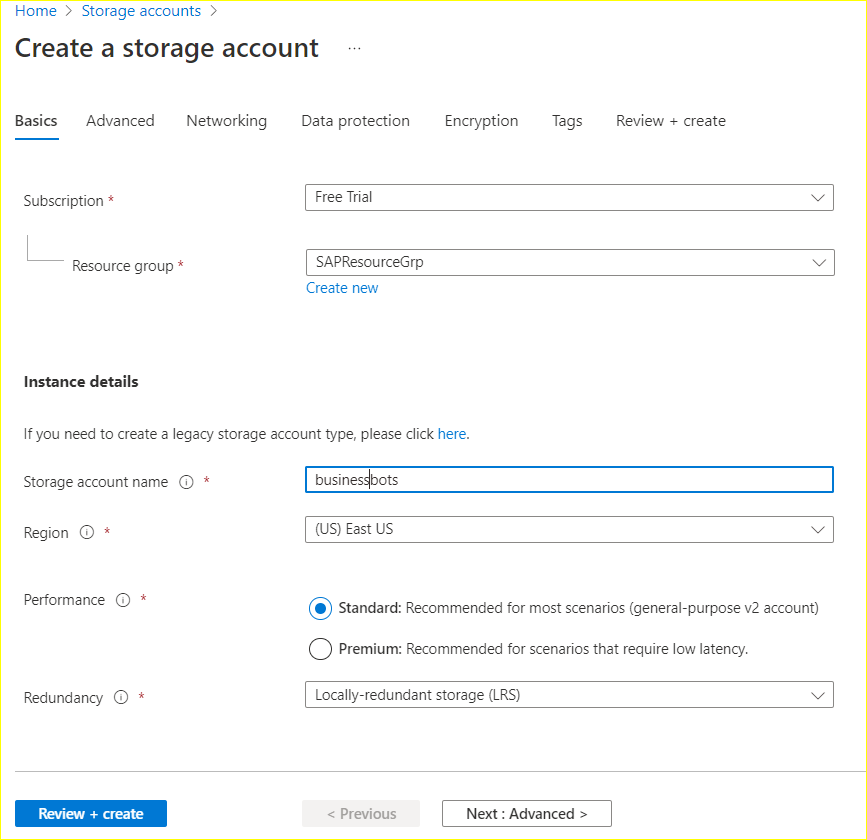 Home > Storage accounts >
Create a storage account ...
Basics Advanced Networking Data protection Encryption Tags Review + create
Subscription * Free Trial
Resource group * SAPResourceGrp
Create new
Instance details
If you need to create a legacy storage account type, please click here.
Storage account name * businessbots
Region * (US) East US
Performance * Standard: Recommended for most scenarios (general-purpose v2 account)
Premium: Recommended for scenarios that require low latency.
Redundancy * Locally-redundant storage (LRS)
Review + create < Previous Next : Advanced >